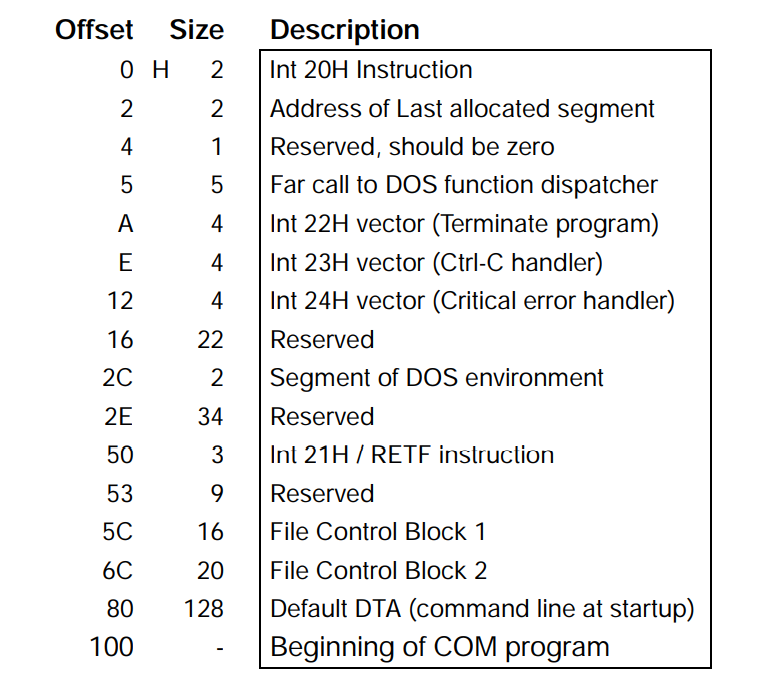 Offset Size Description
0 H 2 Int 20H Instruction
2 2 Address of Last allocated segment
4 1 Reserved, should be zero
5 5 Far call to DOS function dispatcher
A 4 Int 22H vector (Terminate program)
E 4 Int 23H vector (Ctrl-C handler)
12 4 Int 24H vector (Critical error handler)
16 22 Reserved
2C 2 Segment of DOS environment
2E 34 Reserved
50 3 Int 21H / RETF instruction
53 9 Reserved
5C 16 File Control Block 1
6C 20 File Control Block 2
80 128 Default DTA (command line at startup)
100 - Beginning of COM program